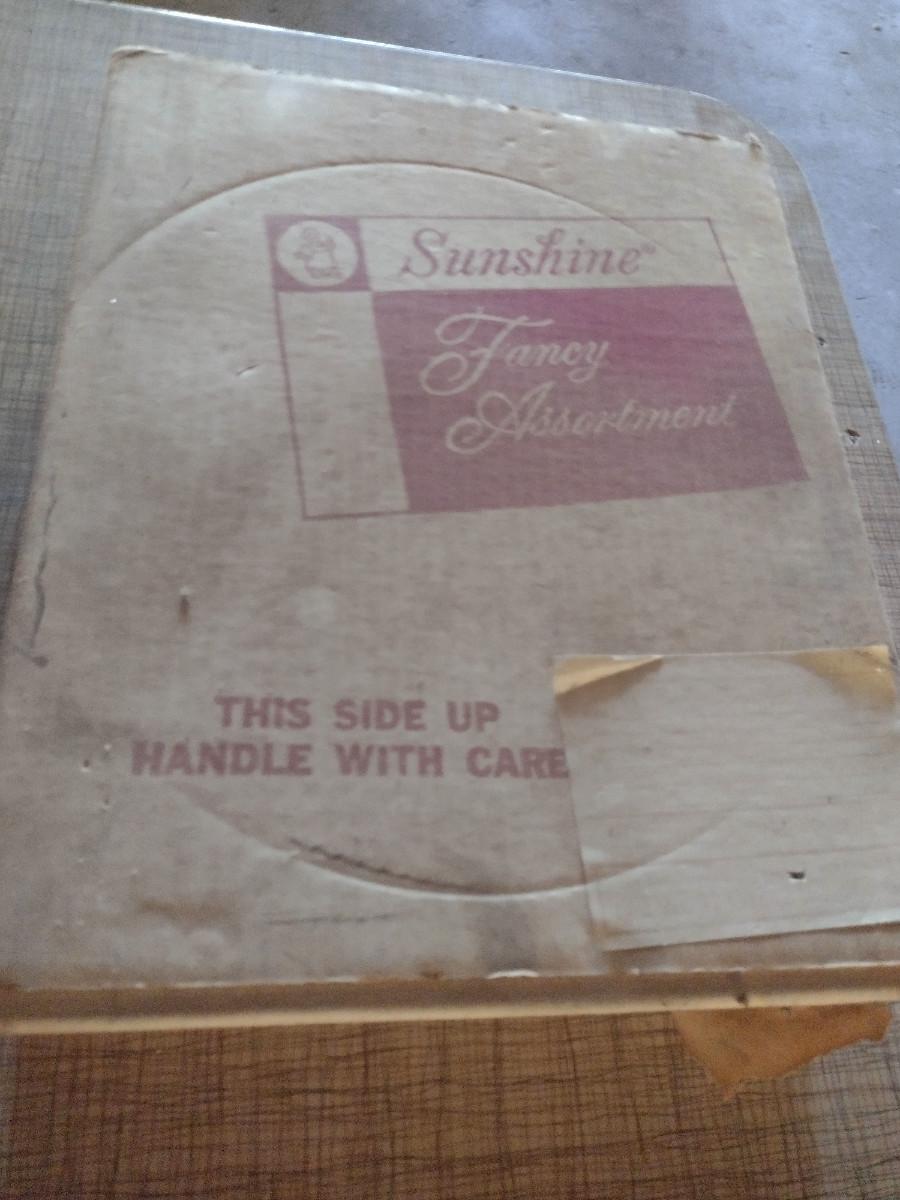 Sunshine®
Fancy
Assortment
THIS SIDE UP
HANDLE WITH CARE